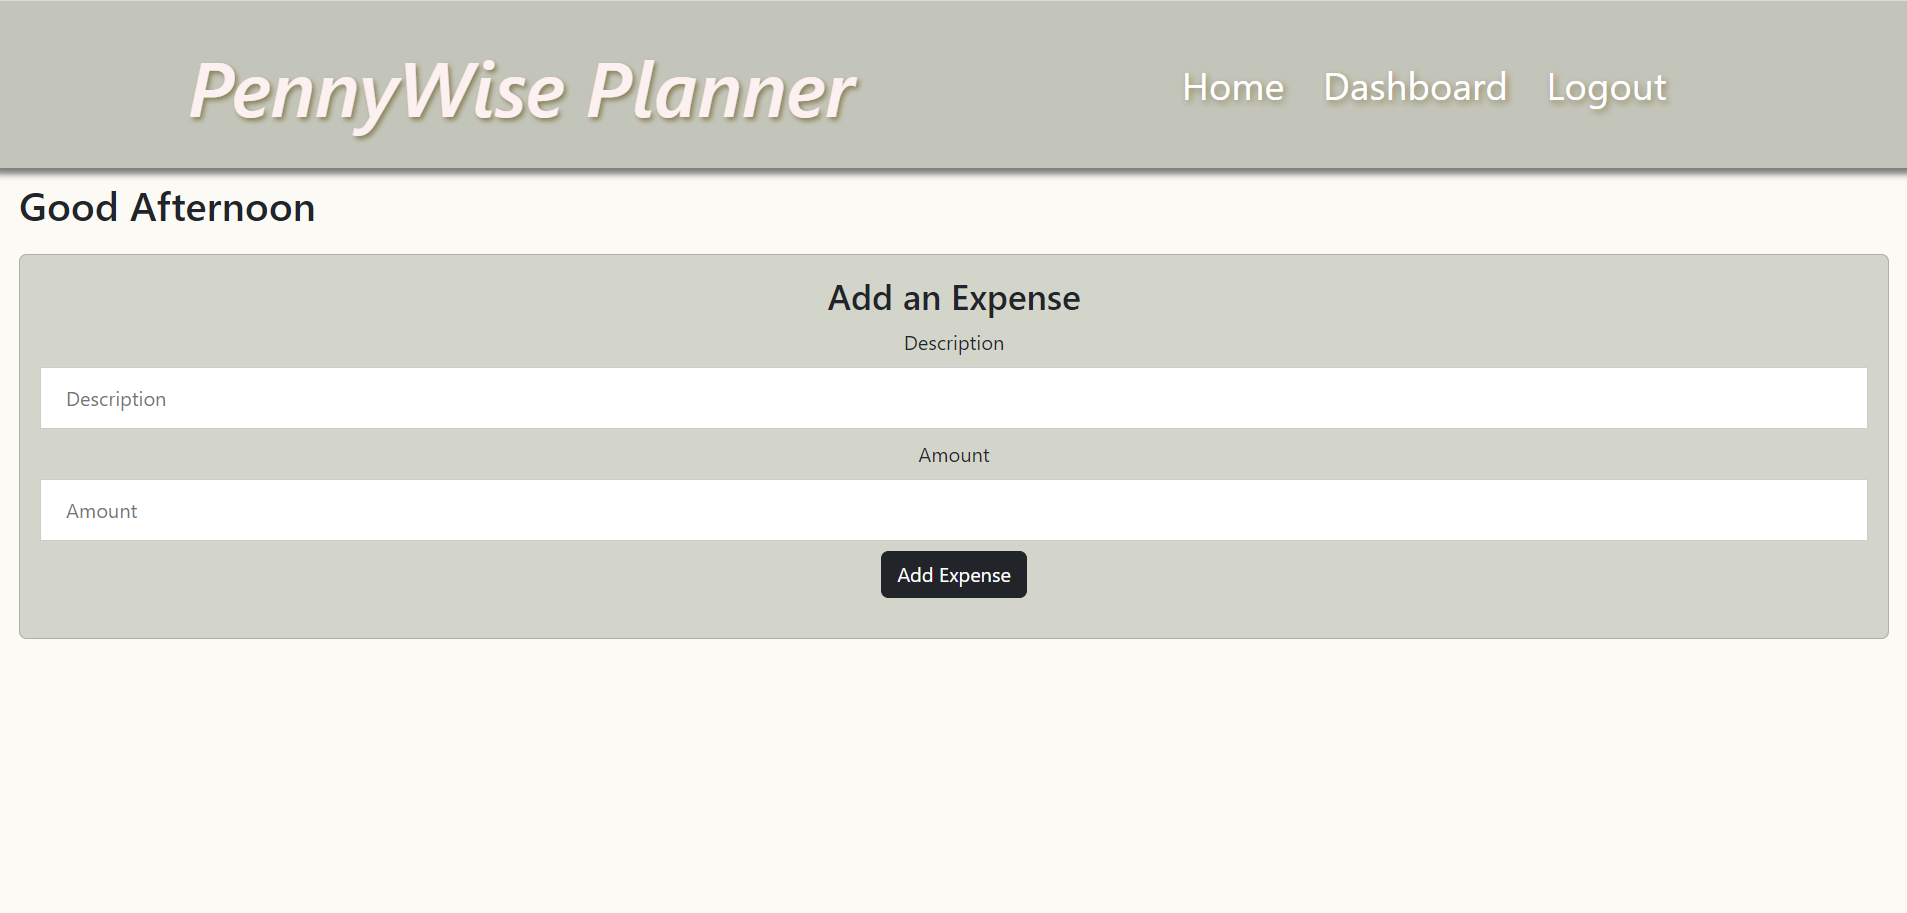 PennyWise Planner
Home Dashboard Logout
Good Afternoon
Add an Expense
Description
Description
Amount
Amount
Add Expense